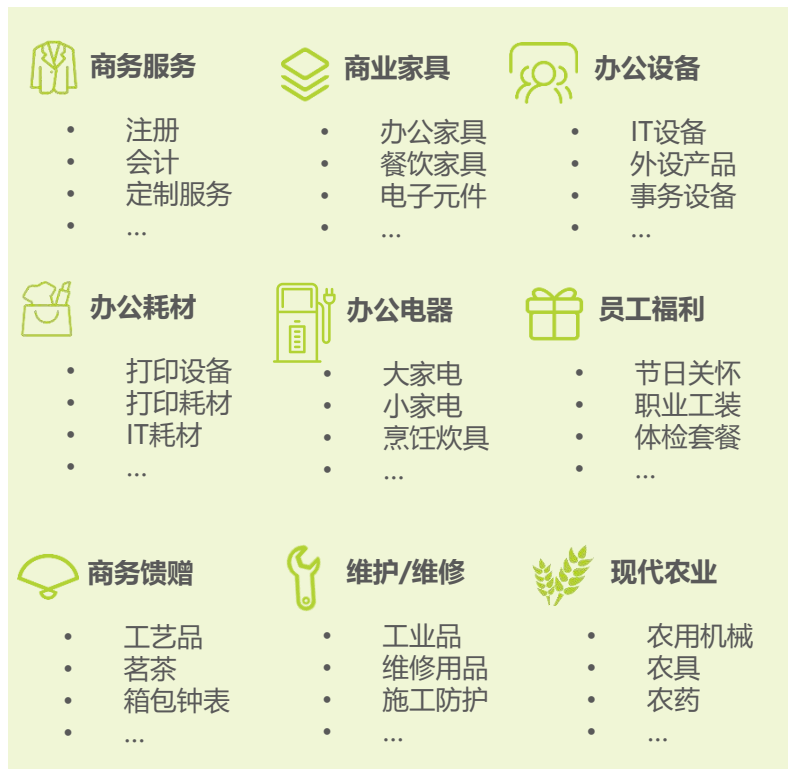 商务服务
• 注册
• 会计
• 定制服务
• ...
商业家具
• 办公家具
• 餐饮家具
• 电子元件
• ...
办公设备
• IT设备
• 外设产品
• 事务设备
• ...
办公耗材
• 打印设备
• 打印耗材
• IT耗材
• ...
办公电器
• 大家电
• 小家电
• 烹饪炊具
• ...
员工福利
• 节日关怀
• 职业工装
• 体检套餐
• ...
商务馈赠
• 工艺品
• 茗茶
• 箱包钟表
• ...
维护/维修
• 工业品
• 维修用品
• 施工防护
• ...
现代农业
• 农用机械
• 农具
• 农药
• ...